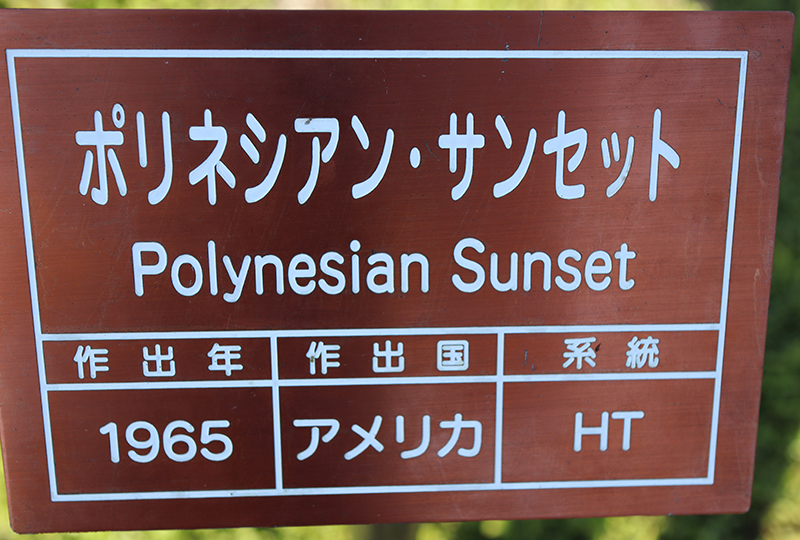 ポリネシアン・サンセット
Polynesian Sunset
作出年 作出国 系統
1965 アメリカ HT